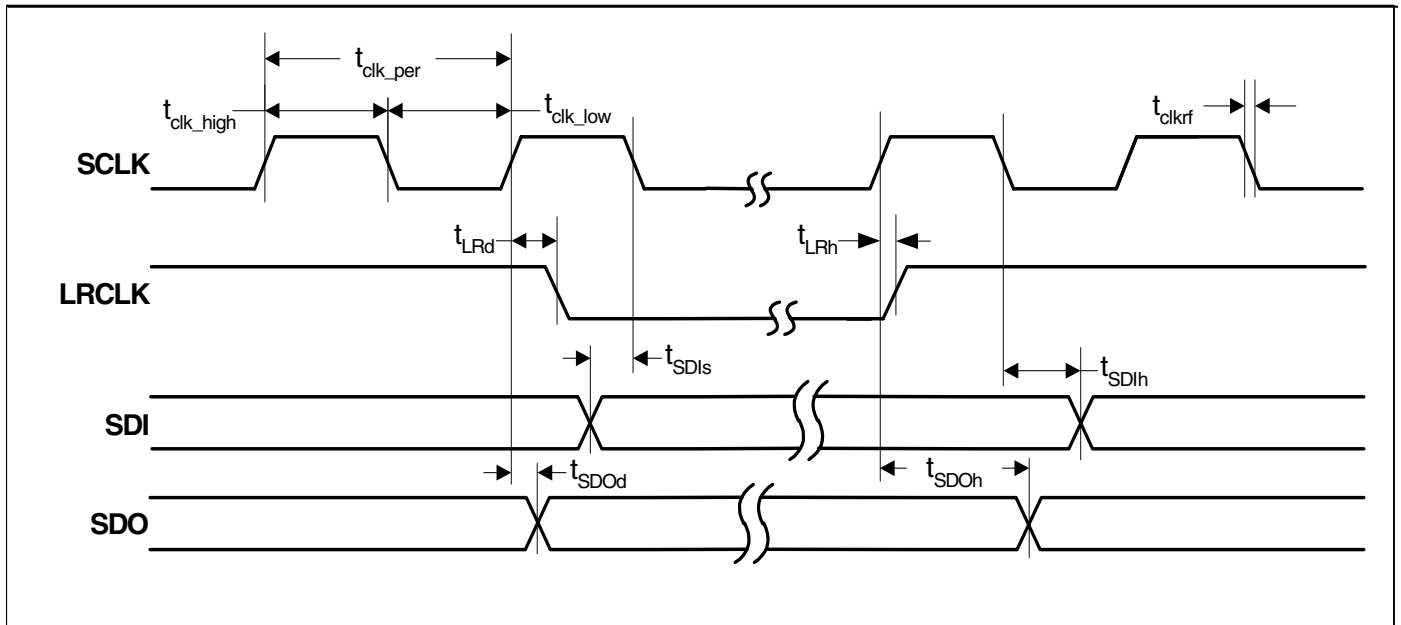 t_clk_per
t_clk_high
t_clk_low
t_clkrf
SCLK
t_LRd
t_LRh
LRCLK
t_SDIs
t_SDIh
SDI
t_SDOd
t_SDOh
SDO